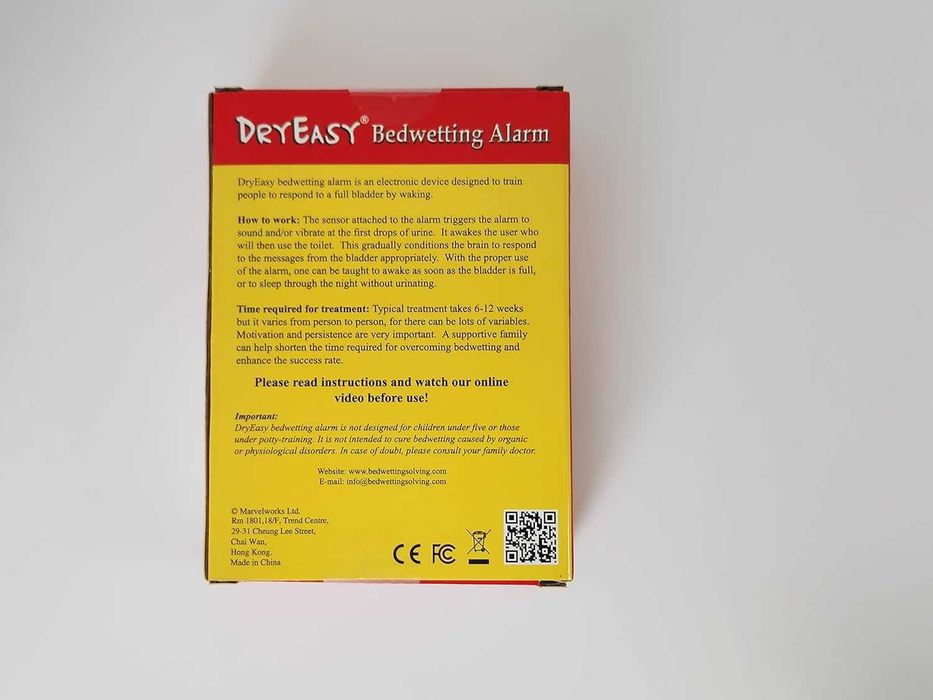 DRYEASY® Bedwetting Alarm
DryEasy bedwetting alarm is an electronic device designed to train
people to respond to a full bladder by waking.
How to work: The sensor attached to the alarm triggers the alarm to
sound and/or vibrate at the first drops of urine. It awakes the user who
will then use the toilet. This gradually conditions the brain to respond
to the messages from the bladder appropriately. With the proper use
of the alarm, one can be taught to awake as soon as the bladder is full,
or to sleep through the night without urinating.
Time required for treatment: Typical treatment takes 6-12 weeks
but it varies from person to person, for there can be lots of variables.
Motivation and persistence are very important. A supportive family
can help shorten the time required for overcoming bedwetting and
enhance the success rate.
Please read instructions and watch our online
video before use!
Important:
DryEasy bedwetting alarm is not designed for children under five or those
under potty-training. It is not intended to cure bedwetting caused by organic
or physiological disorders. In case of doubt, please consult your family doctor.
Website: www.bedwettingsolving.com
E-mail: info@bedwettingsolving.com
© Marvelworks Ltd.
Rm 1801,18/F, Trend Centre,
29-31 Cheung Lee Street,
Chai Wan,
Hong Kong.
Made in China
CE FC